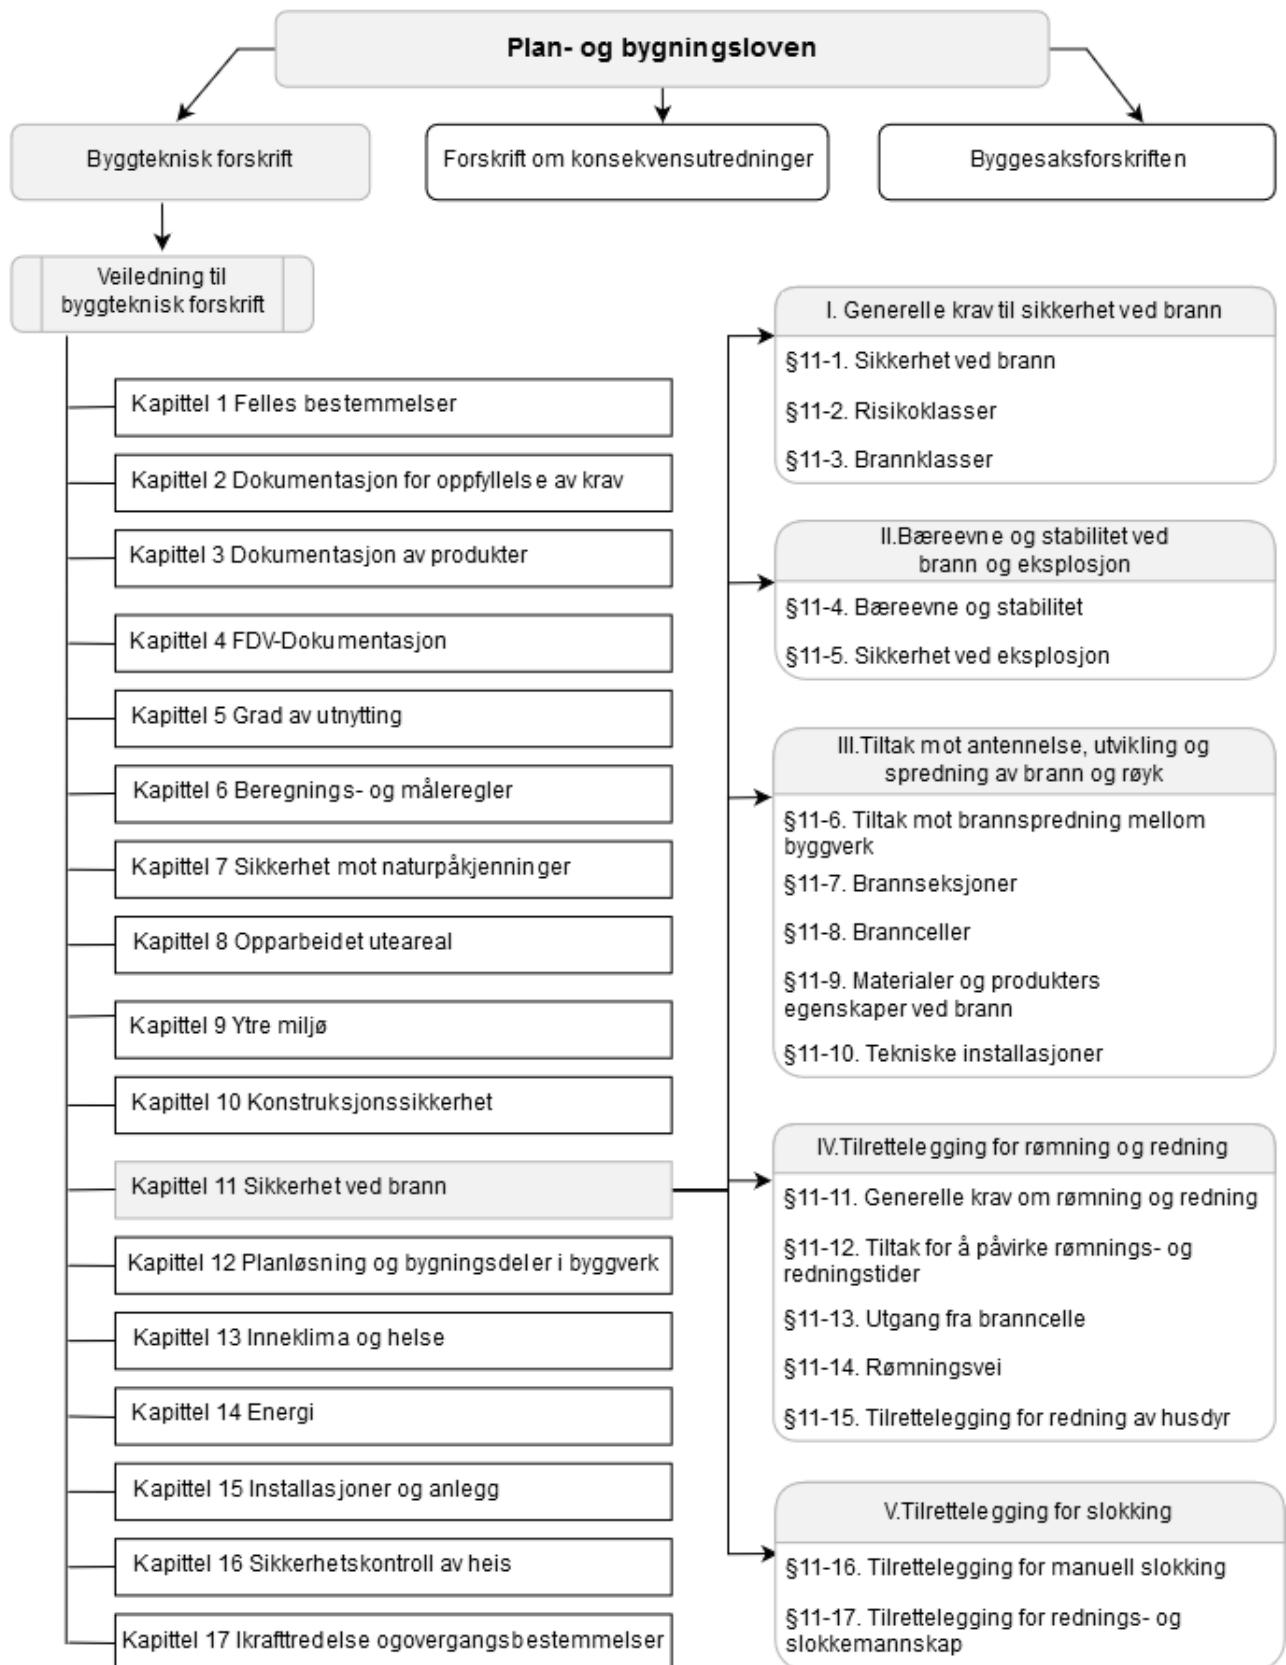 Plan- og bygningsloven
Byggteknisk forskrift
Forskrift om konsekvensutredninger
Byggesaksforskriften
Veiledning til
byggteknisk forskrift
Kapittel 1 Felles bestemmelser
Kapittel 2 Dokumentasjon for oppfyllelse av krav
Kapittel 3 Dokumentasjon av produkter
Kapittel 4 FDV-Dokumentasjon
Kapittel 5 Grad av utnytting
Kapittel 6 Beregnings- og måleregler
Kapittel 7 Sikkerhet mot naturpåkjenninger
Kapittel 8 Opparbeidet uteareal
Kapittel 9 Ytre miljø
Kapittel 10 Konstruksjonssikkerhet
Kapittel 11 Sikkerhet ved brann
Kapittel 12 Planløsning og bygningsdeler i byggverk
Kapittel 13 Inneklima og helse
Kapittel 14 Energi
Kapittel 15 Installasjoner og anlegg
Kapittel 16 Sikkerhetskontroll av heis
Kapittel 17 Ikrafttredelse ogovergangsbestemmelser
I. Generelle krav til sikkerhet ved brann
§11-1. Sikkerhet ved brann
§11-2. Risikoklasser
§11-3. Brannklasser
II.Bæreevne og stabilitet ved
brann og eksplosjon
§11-4. Bæreevne og stabilitet
§11-5. Sikkerhet ved eksplosjon
III.Tiltak mot antennelse, utvikling og
spredning av brann og røyk
§11-6. Tiltak mot brannspredning mellom
byggverk
§11-7. Brannseksjoner
§11-8. Brannceller
§11-9. Materialer og produkters
egenskaper ved brann
§11-10. Tekniske installasjoner
IV.Tilrettelegging for rømning og redning
§11-11. Generelle krav om rømning og redning
§11-12. Tiltak for å påvirke rømnings- og
redningstider
§11-13. Utgang fra branncelle
§11-14. Rømningsvei
§11-15. Tilrettelegging for redning av husdyr
V.Tilrettelegging for slokking
§11-16. Tilrettelegging for manuell slokking
§11-17. Tilrettelegging for rednings- og
slokkemannskap